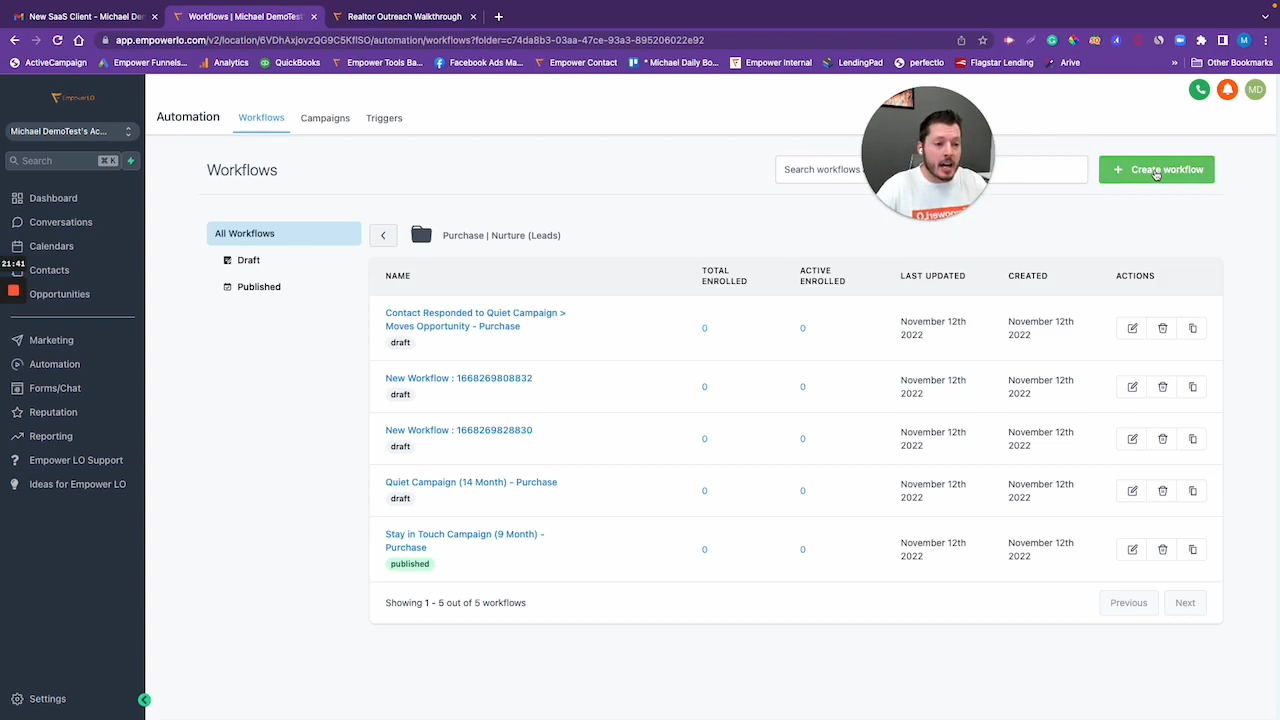 New SaaS Client - Michael De
Workflows | Michael DemoTest'
Realtor Outreach Walkthrough
app.empowerlo.com/v2/location/6VDhAxjovzQG9C5KflSO/automation/workflows?folder=c74da8b3-03aa-47ce-93a3-895206022e92
ActiveCampaign
Empower Funnels...
Analytics
QuickBooks
Empower Tools Ba...
Facebook Ads Ma...
Empower Contact
* Michael Daily Bo...
Empower Internal
LendingPad
perfectio
Flagstar Lending
Arive
»
Other Bookmarks
EmpowerLO
Automation
Workflows
Campaigns
Triggers
MD
Michael DemoTest's Ac...
Search
⌘ K
Workflows
Search workflows
+ Create workflow
Dashboard
Conversations
Calendars
Contacts
Opportunities
21:41
Marketing
Automation
Forms/Chat
Reputation
Reporting
Empower LO Support
Ideas for Empower LO
Settings
All Workflows
Draft
Published
Purchase | Nurture (Leads)
NAME
TOTAL ENROLLED
ACTIVE ENROLLED
LAST UPDATED
CREATED
ACTIONS
Contact Responded to Quiet Campaign >
Moves Opportunity - Purchase
draft
0
0
November 12th
2022
November 12th
2022
New Workflow : 1668269808832
draft
0
0
November 12th
2022
November 12th
2022
New Workflow : 1668269828830
draft
0
0
November 12th
2022
November 12th
2022
Quiet Campaign (14 Month) - Purchase
draft
0
0
November 12th
2022
November 12th
2022
Stay in Touch Campaign (9 Month) -
Purchase
published
0
0
November 12th
2022
November 12th
2022
Showing 1 - 5 out of 5 workflows
Previous
Next